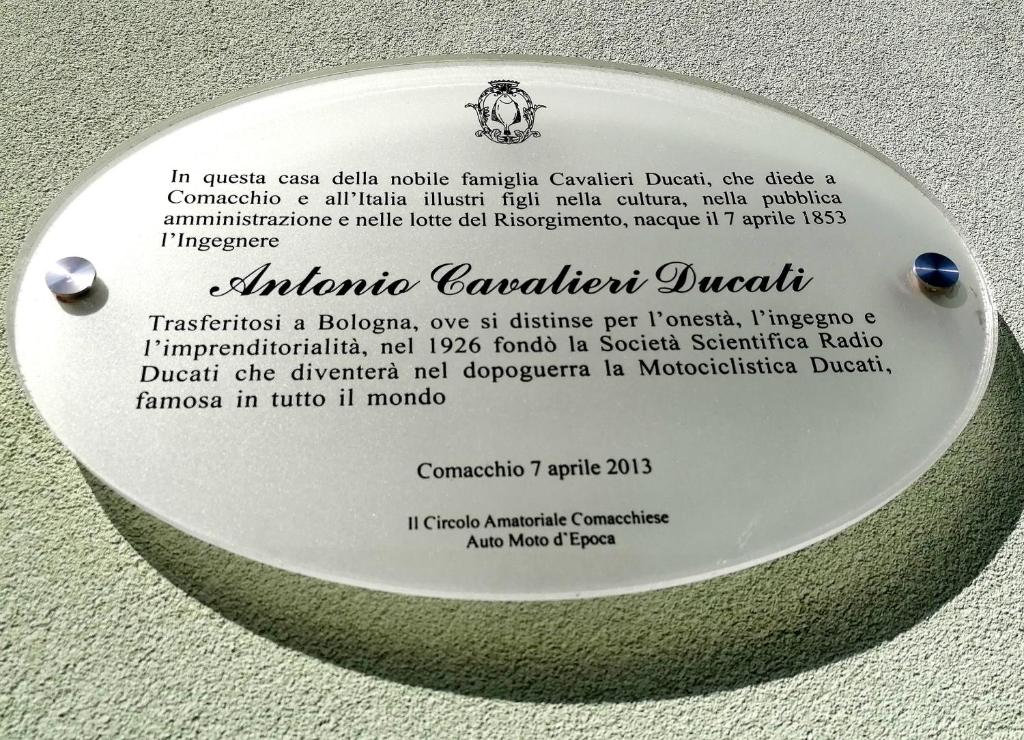 In questa casa della nobile famiglia Cavalieri Ducati, che diede a
Comacchio e all'Italia illustri figli nella cultura, nella pubblica
amministrazione e nelle lotte del Risorgimento, nacque il 7 aprile 1853
l'Ingegnere
Antonio Cavalieri Ducati
Trasferitosi a Bologna, ove si distinse per l'onestà, l'ingegno e
l'imprenditorialità, nel 1926 fondò la Società Scientifica Radio
Ducati che diventerà nel dopoguerra la Motociclistica Ducati,
famosa in tutto il mondo
Comacchio 7 aprile 2013
Il Circolo Amatoriale Comacchiese
Auto Moto d'Epoca